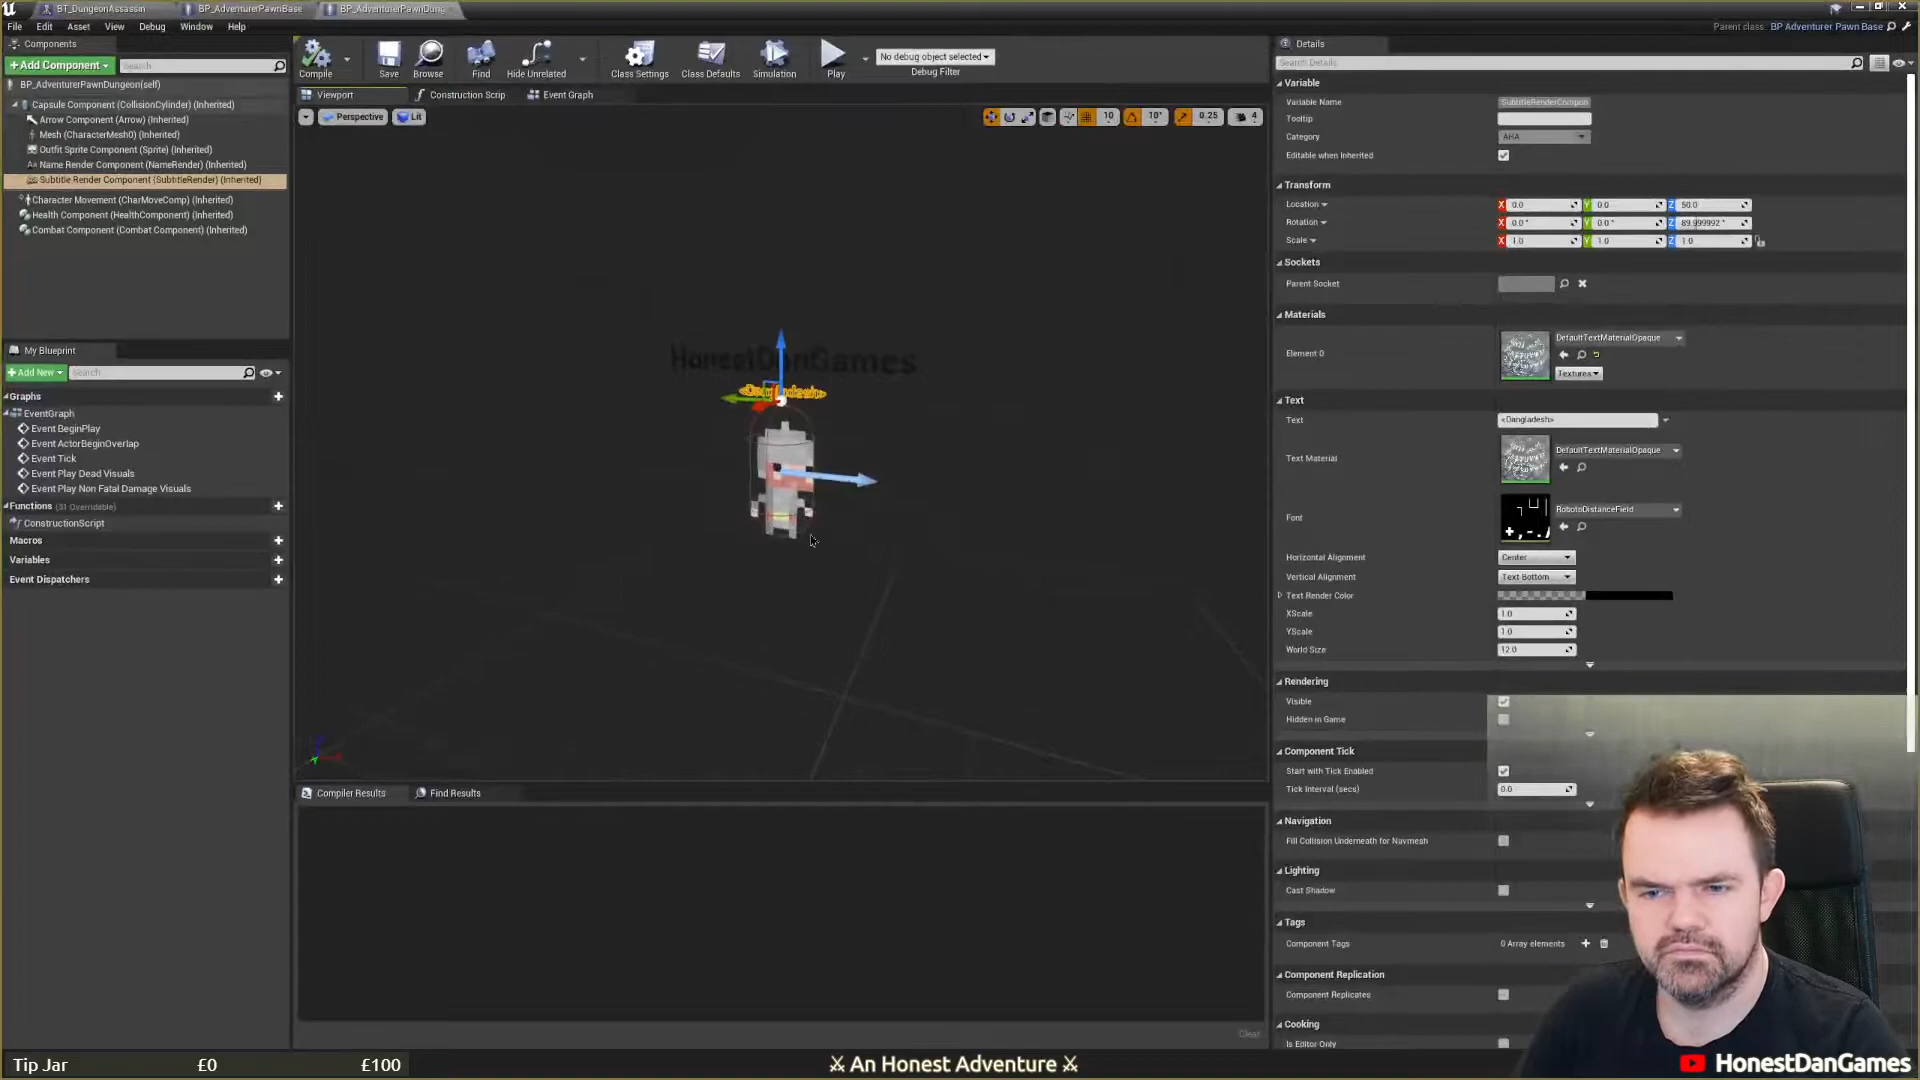 BT_DungeonAssassin
BP_AdventurerPawnBase
BP_AdventurerPawnDung
File Edit Asset View Debug Window Help
Parent class: BP Adventurer Pawn Base
Components
+Add Component
Search
BP_AdventurerPawnDungeon(self)
Capsule Component (CollisionCylinder) (Inherited)
Arrow Component (Arrow) (Inherited)
Mesh (CharacterMesh0) (Inherited)
Outfit Sprite Component (Sprite) (Inherited)
Name Render Component (NameRender) (Inherited)
Subtitle Render Component (SubtitleRender) (Inherited)
Character Movement (CharMoveComp) (Inherited)
Health Component (HealthComponent) (Inherited)
Combat Component (Combat Component) (Inherited)
My Blueprint
+Add New
Search
Graphs
EventGraph
Event BeginPlay
Event ActorBeginOverlap
Event Tick
Event Play Dead Visuals
Event Play Non Fatal Damage Visuals
Functions (31 Overridable)
ConstructionScript
Macros
Variables
Event Dispatchers
Compile
Save
Browse
Find
Hide Unrelated
Class Settings
Class Defaults
Simulation
Play
No debug object selected
Debug Filter
Viewport
Construction Scrip
Event Graph
Perspective
Lit
10
10°
0.25
4
HonestDanGames
Compiler Results
Find Results
Clear
Details
Search Details
Variable
Variable Name SubtitleRenderCompon
Tooltip
Category AHA
Editable when Inherited
Transform
Location X 0.0 Y 0.0 Z 50.0
Rotation X 0.0 ° Y 0.0 ° Z 89.999992 °
Scale X 1.0 Y 1.0 Z 1.0
Sockets
Parent Socket
Materials
Element 0
DefaultTextMaterialOpaque
Textures
Text
Text <Dangladesh>
Text Material
DefaultTextMaterialOpaque
Font
RobotoDistanceField
Horizontal Alignment Center
Vertical Alignment Text Bottom
Text Render Color
XScale 1.0
YScale 1.0
World Size 12.0
Rendering
Visible
Hidden in Game
Component Tick
Start with Tick Enabled
Tick Interval (secs) 0.0
Navigation
Fill Collision Underneath for Navmesh
Lighting
Cast Shadow
Tags
Component Tags 0 Array elements
Component Replication
Component Replicates
Cooking
Is Editor Only
Tip Jar £0 £100
⚔ An Honest Adventure ⚔
HonestDanGames